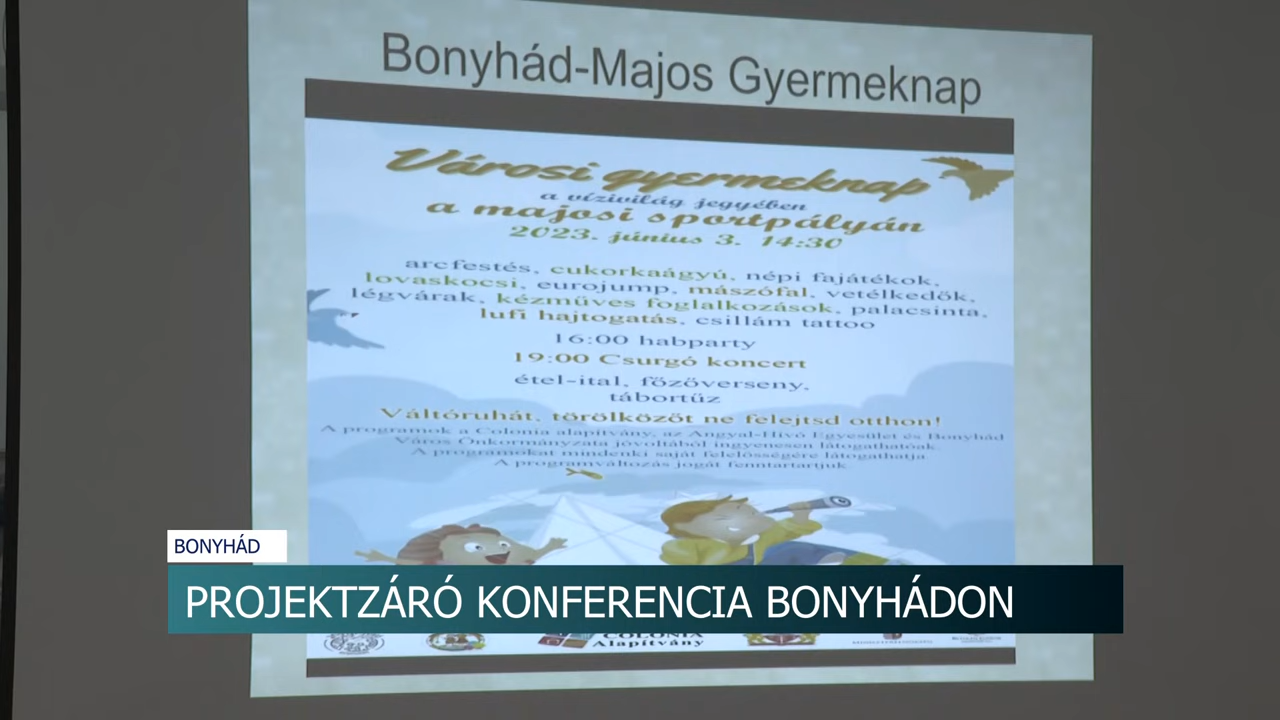 Bonyhád-Majos Gyermeknap
Városi gyermeknap
a vízivilág jegyében
a majosi sportpályán
2023. június 3. 14:30
arcfestés, cukorkaágyú, népi fajátékok,
lovaskocsi, eurojump, mászófal, vetélkedők,
légvárak, kézműves foglalkozások, palacsinta,
lufi hajtogatás, csillám tattoo
16:00 habparty
19:00 Csurgó koncert
étel-ital, főzőverseny,
tábortűz
Váltóruhát, törölközőt ne felejtsd otthon!
A programok a Colonia alapítvány, az Angyal-Hívó Egyesület és Bonyhád
Város Önkormányzata jóvoltából ingyenesen látogathatóak.
A programokat mindenki saját felelősségére látogathatja.
A programváltozás jogát fenntartartjuk.
BONYHÁD
PROJEKTZÁRÓ KONFERENCIA BONYHÁDON
COLONIA
Alapítvány